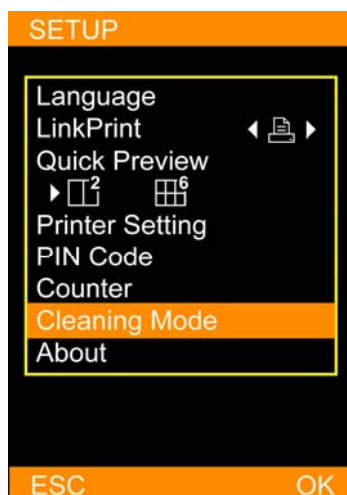 SETUP
Language
LinkPrint
Quick Preview
2 6
Printer Setting
PIN Code
Counter
Cleaning Mode
About
ESC OK